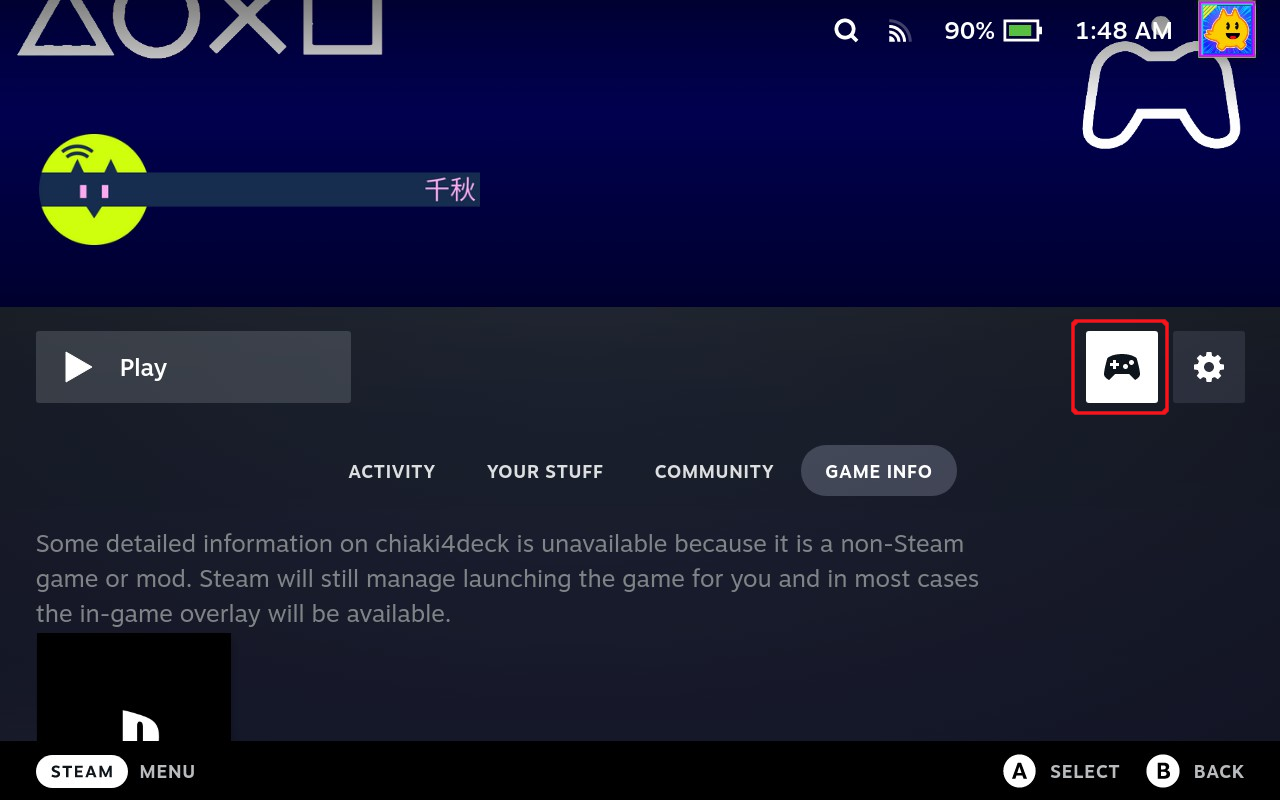 90%
1:48 AM
千秋
Play
ACTIVITY
YOUR STUFF
COMMUNITY
GAME INFO
Some detailed information on chiaki4deck is unavailable because it is a non-Steam
game or mod. Steam will still manage launching the game for you and in most cases
the in-game overlay will be available.
STEAM MENU
A SELECT
B BACK